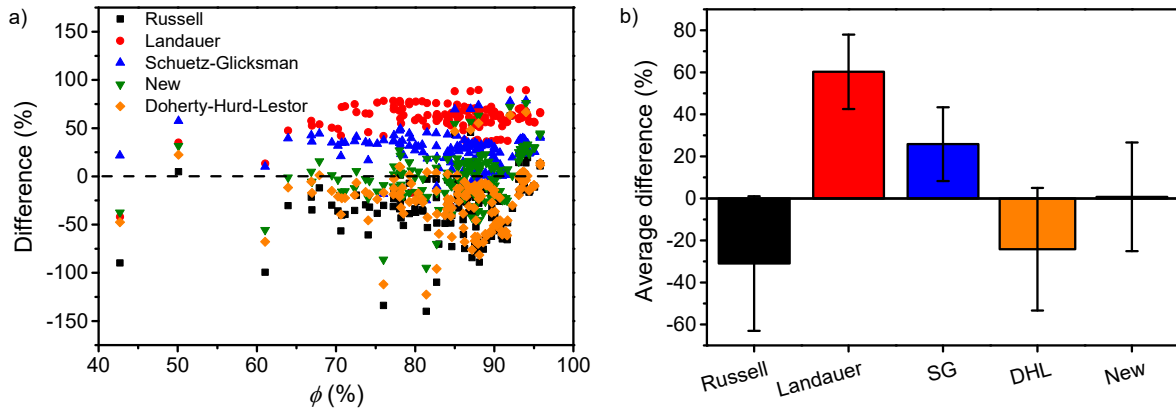 a)
Difference (%)
150
100
50
0
-50
-100
-150
Russell
Landauer
Schuetz-Glicksman
New
Doherty-Hurd-Lestor
40 50 60 70 80 90 100
ϕ (%)
b)
Average difference (%)
80
60
40
20
0
-20
-40
-60
Russell Landauer SG DHL New